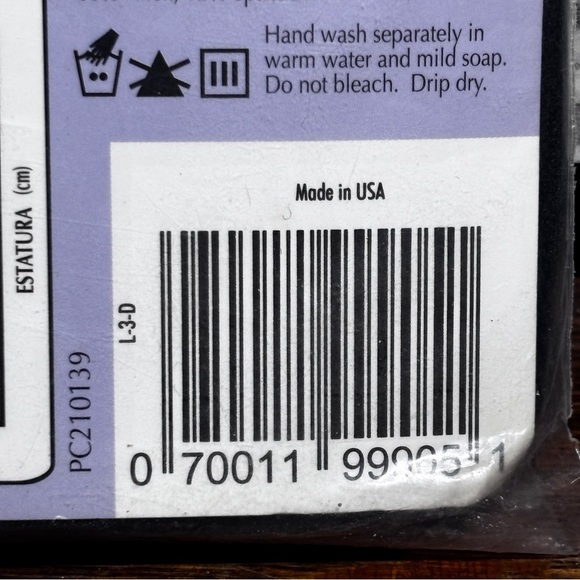 Hand wash separately in
warm water and mild soap.
Do not bleach. Drip dry.
Made in USA
ESTATURA (cm)
L-3-D
PC210139
0 70011